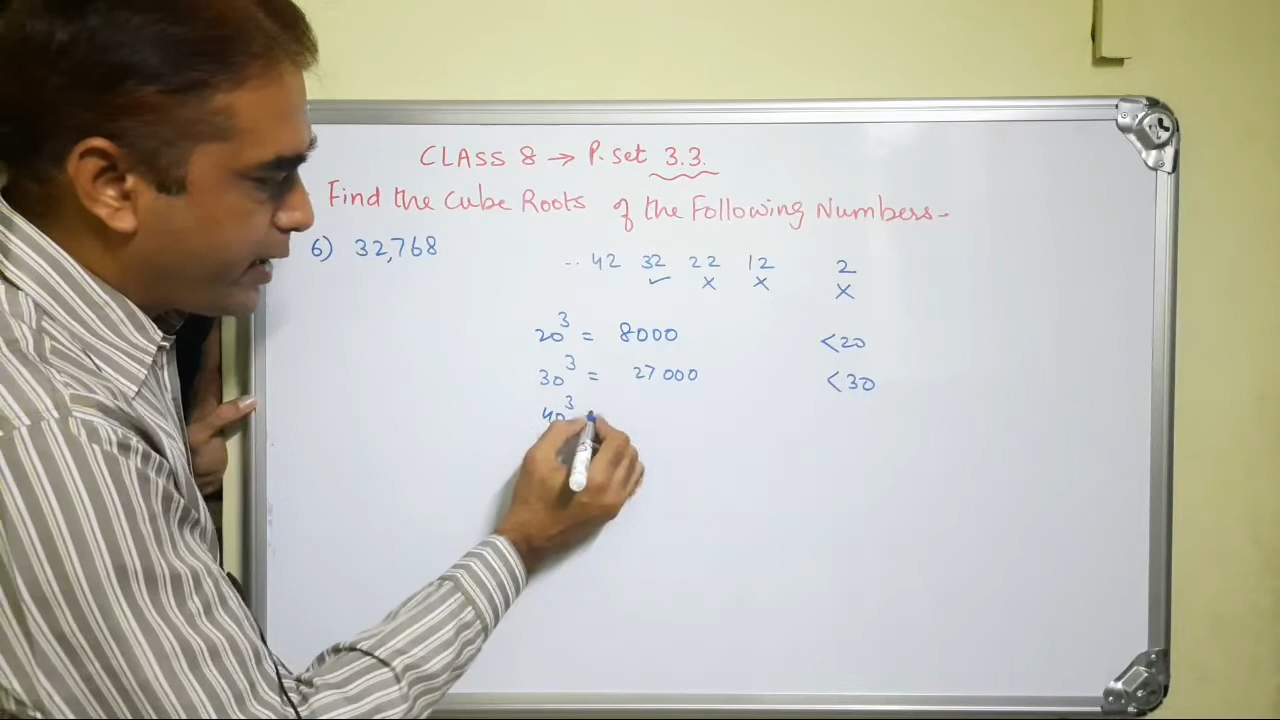 CLASS 8 → P. Set 3.3.
Find the Cube Roots of the Following Numbers-
6) 32,768
.. 42 32 22 12 2
✓ x x x
20³ = 8000 <20
30³ = 27000 <30
40³